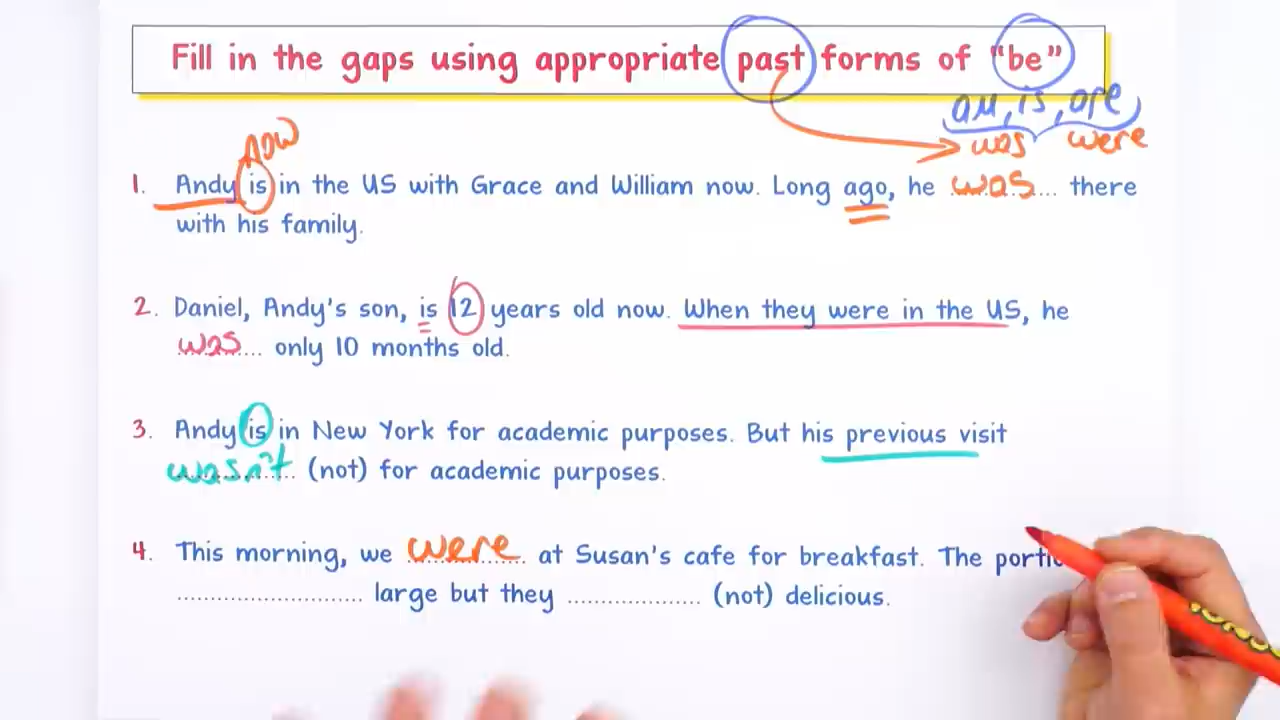 Fill in the gaps using appropriate past forms of "be"
am, is, are
was were
now
1. Andy is in the US with Grace and William now. Long ago, he was there
with his family.
2. Daniel, Andy's son, is 12 years old now. When they were in the US, he
was only 10 months old.
3. Andy is in New York for academic purposes. But his previous visit
wasn't (not) for academic purposes.
4. This morning, we were at Susan's cafe for breakfast. The
.................... large but they .................... (not) delicious.